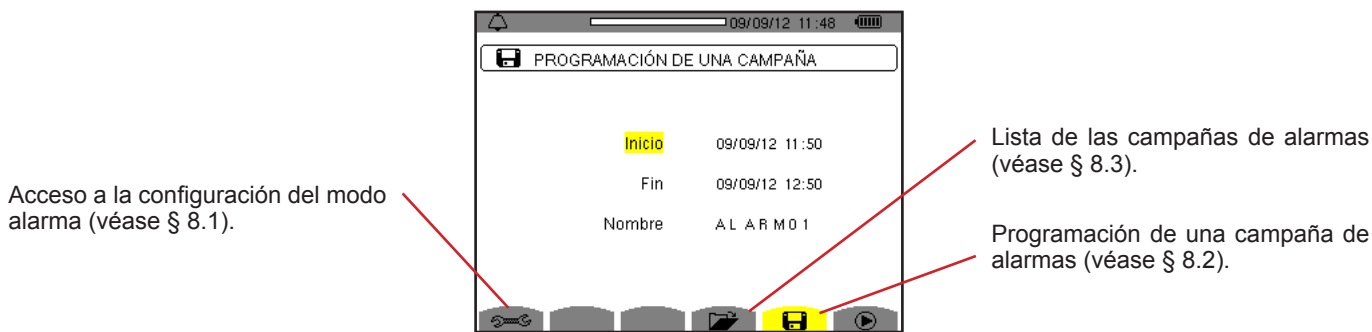 09/09/12 11:48
PROGRAMACIÓN DE UNA CAMPAÑA
Inicio 09/09/12 11:50
Fin 09/09/12 12:50
Nombre ALARM01
Acceso a la configuración del modo
alarma (véase § 8.1).
Lista de las campañas de alarmas
(véase § 8.3).
Programación de una campaña de
alarmas (véase § 8.2).